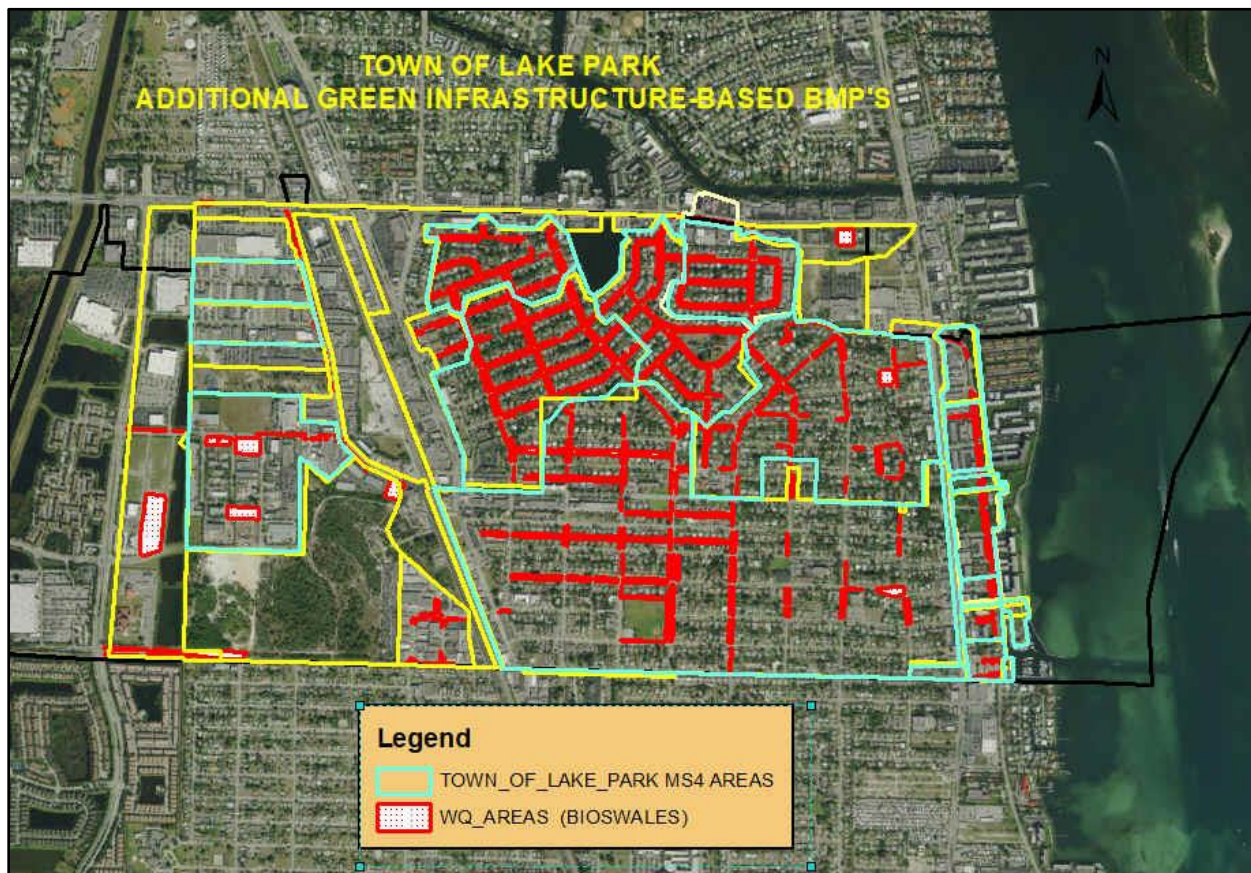 TOWN OF LAKE PARK
ADDITIONAL GREEN INFRASTRUCTURE-BASED BMP'S
N
Legend
TOWN_OF_LAKE_PARK MS4 AREAS
WQ_AREAS (BIOSWALES)